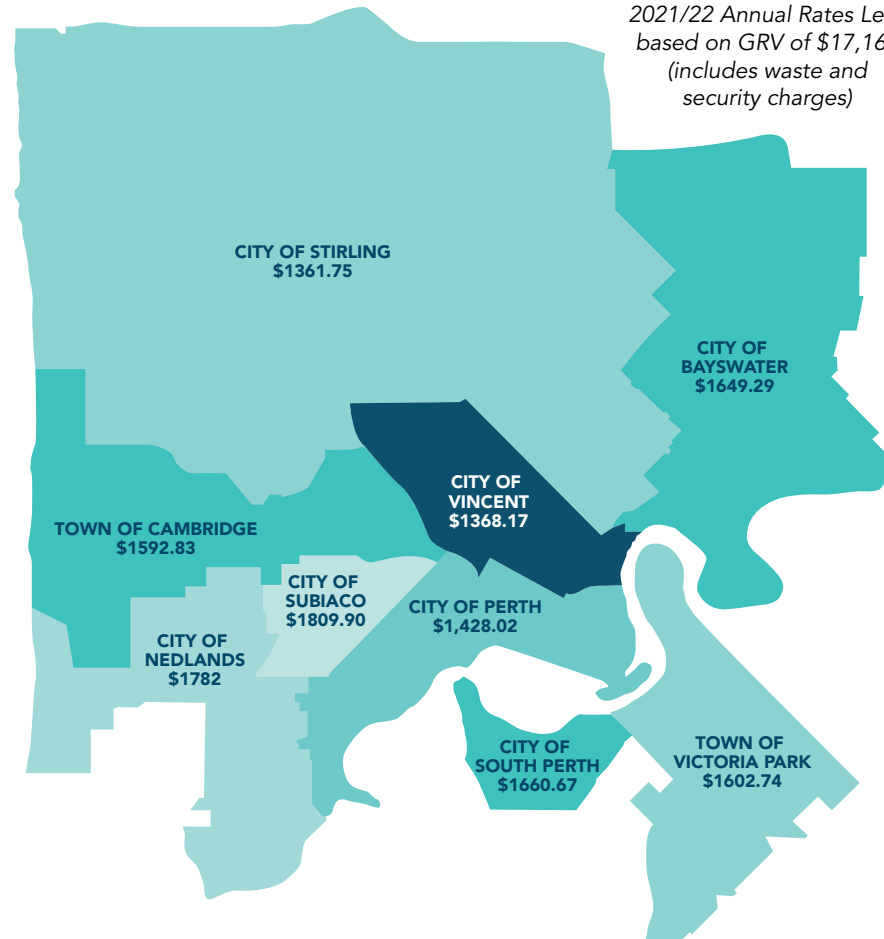 2021/22 Annual Rates Le
based on GRV of $17,16
(includes waste and
security charges)
CITY OF STIRLING
$1361.75
CITY OF
BAYSWATER
$1649.29
CITY OF
VINCENT
$1368.17
TOWN OF CAMBRIDGE
$1592.83
CITY OF
SUBIACO
$1809.90
CITY OF PERTH
$1,428.02
CITY OF
NEDLANDS
$1782
CITY OF
SOUTH PERTH
$1660.67
TOWN OF
VICTORIA PARK
$1602.74